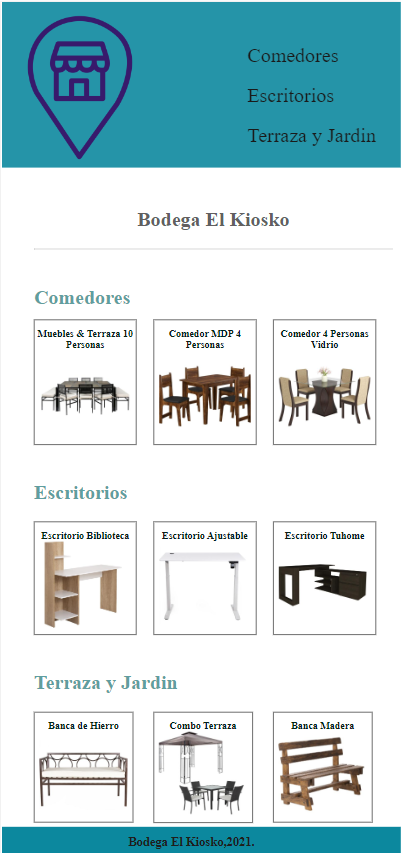 Comedores
Escritorios
Terraza y Jardin
Bodega El Kiosko
Comedores
Muebles & Terraza 10
Personas
Comedor MDP 4
Personas
Comedor 4 Personas
Vidrio
Escritorios
Escritorio Biblioteca
Escritorio Ajustable
Escritorio Tuhome
Terraza y Jardin
Banca de Hierro
Combo Terraza
Banca Madera
Bodega El Kiosko,2021.